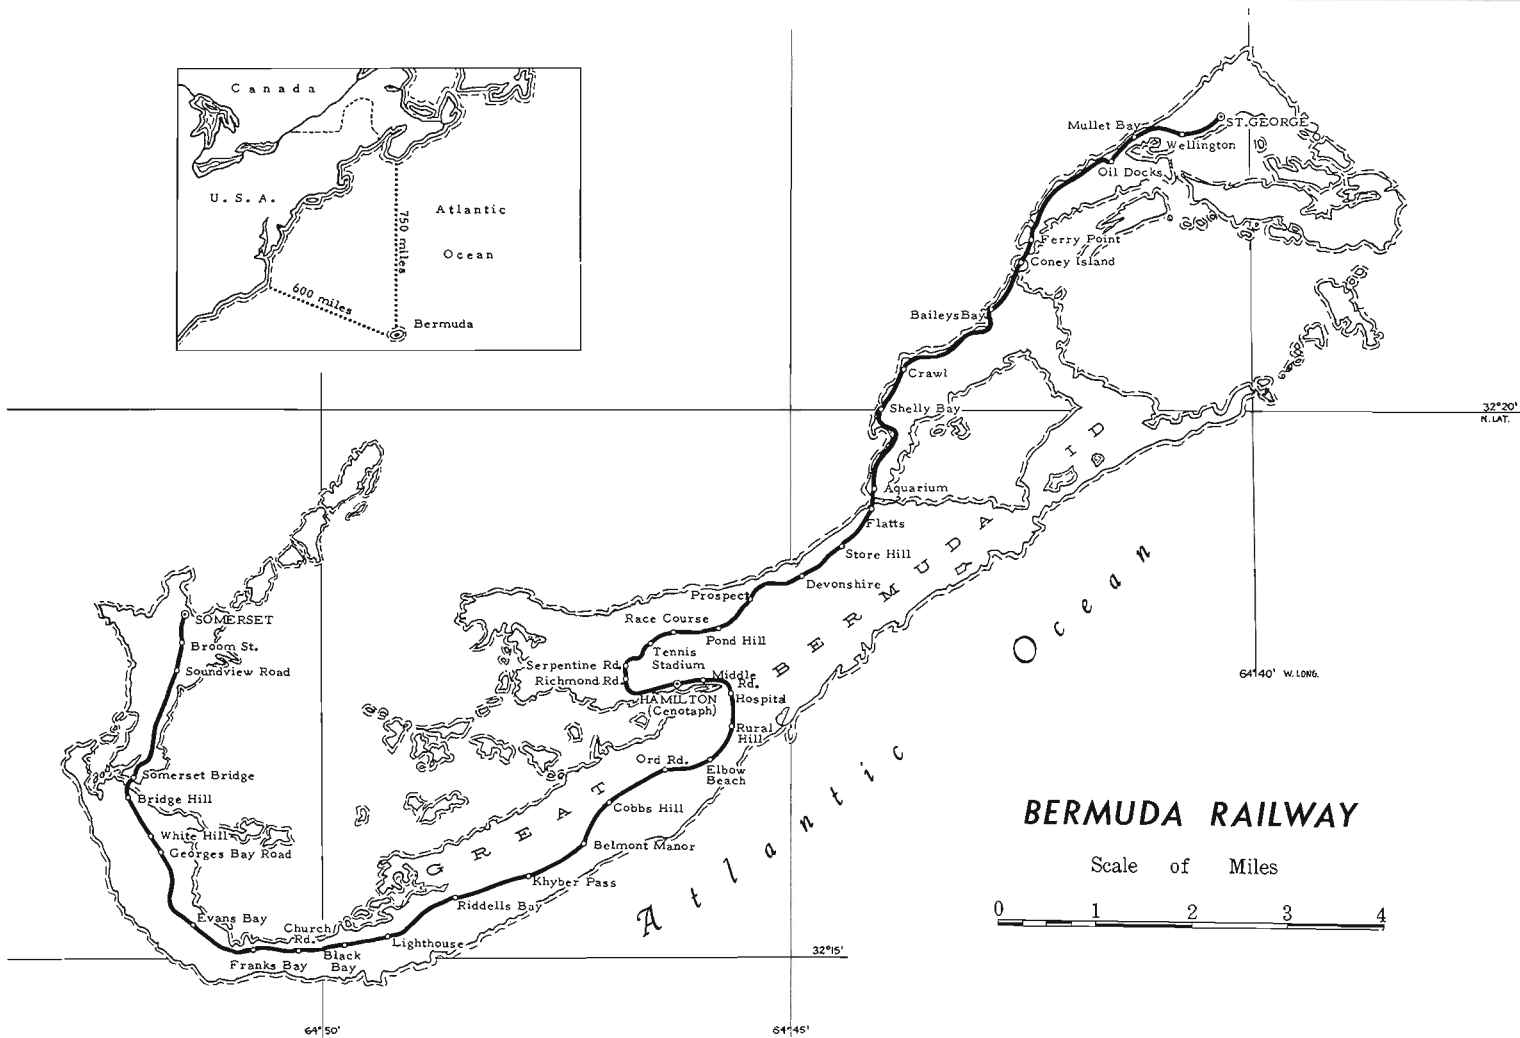 Canada
U. S. A.
Atlantic
Ocean
750 miles
600 miles
Bermuda
Mullet Bay
ST. GEORGE
Wellington
Oil Docks
Ferry Point
Coney Island
Baileys Bay
Crawl
Shelly Bay
32°20'
N. LAT.
Aquarium
Flatts
Store Hill
Devonshire
Prospect
Race Course
Pond Hill
Tennis
Stadium
Serpentine Rd.
Richmond Rd.
Middle
Rd.
HAMILTON
(Cenotaph)
Hospital
Rural
Hill
Ord Rd.
Elbow
Beach
Cobbs Hill
Belmont Manor
Khyber Pass
Riddells Bay
Lighthouse
Church
Rd.
Black
Bay
Franks Bay
Evans Bay
Georges Bay Road
White Hill
Bridge Hill
Somerset Bridge
Soundview Road
Broom St.
SOMERSET
GREAT BERMUDA ID
Atlantic Ocean
64°40' W. LONG.
BERMUDA RAILWAY
Scale of Miles
0 1 2 3 4
32°15'
64°50'
64°45'